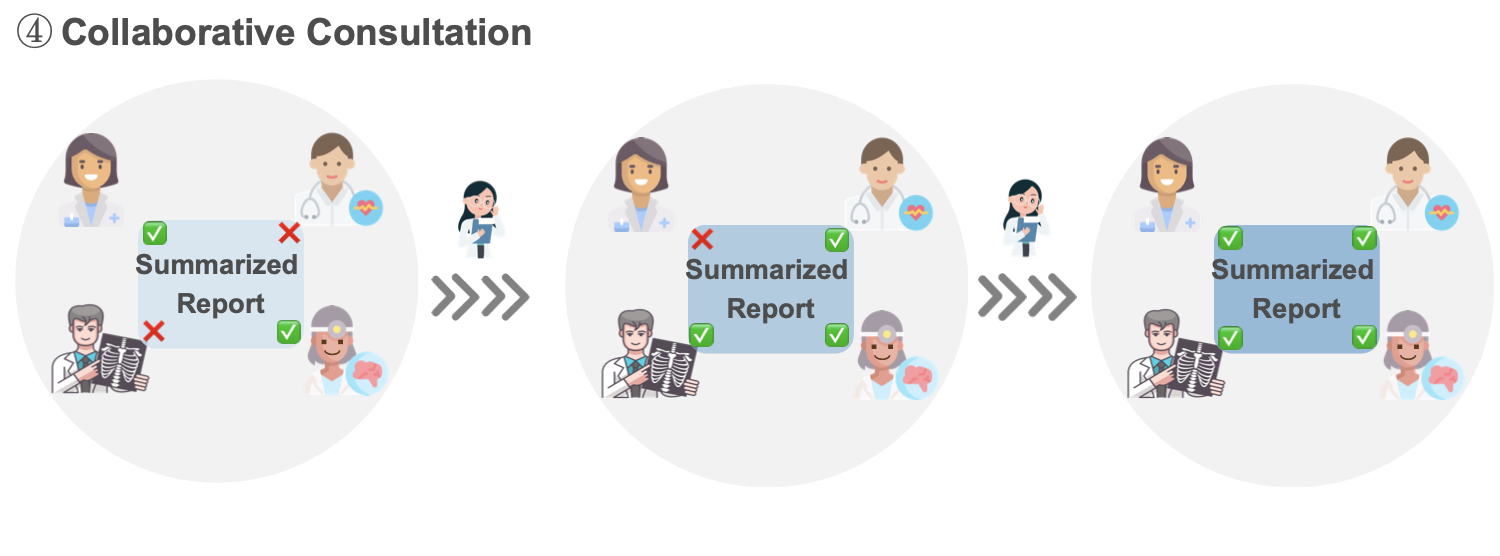 ④ Collaborative Consultation
Summarized
Report
Summarized
Report
Summarized
Report